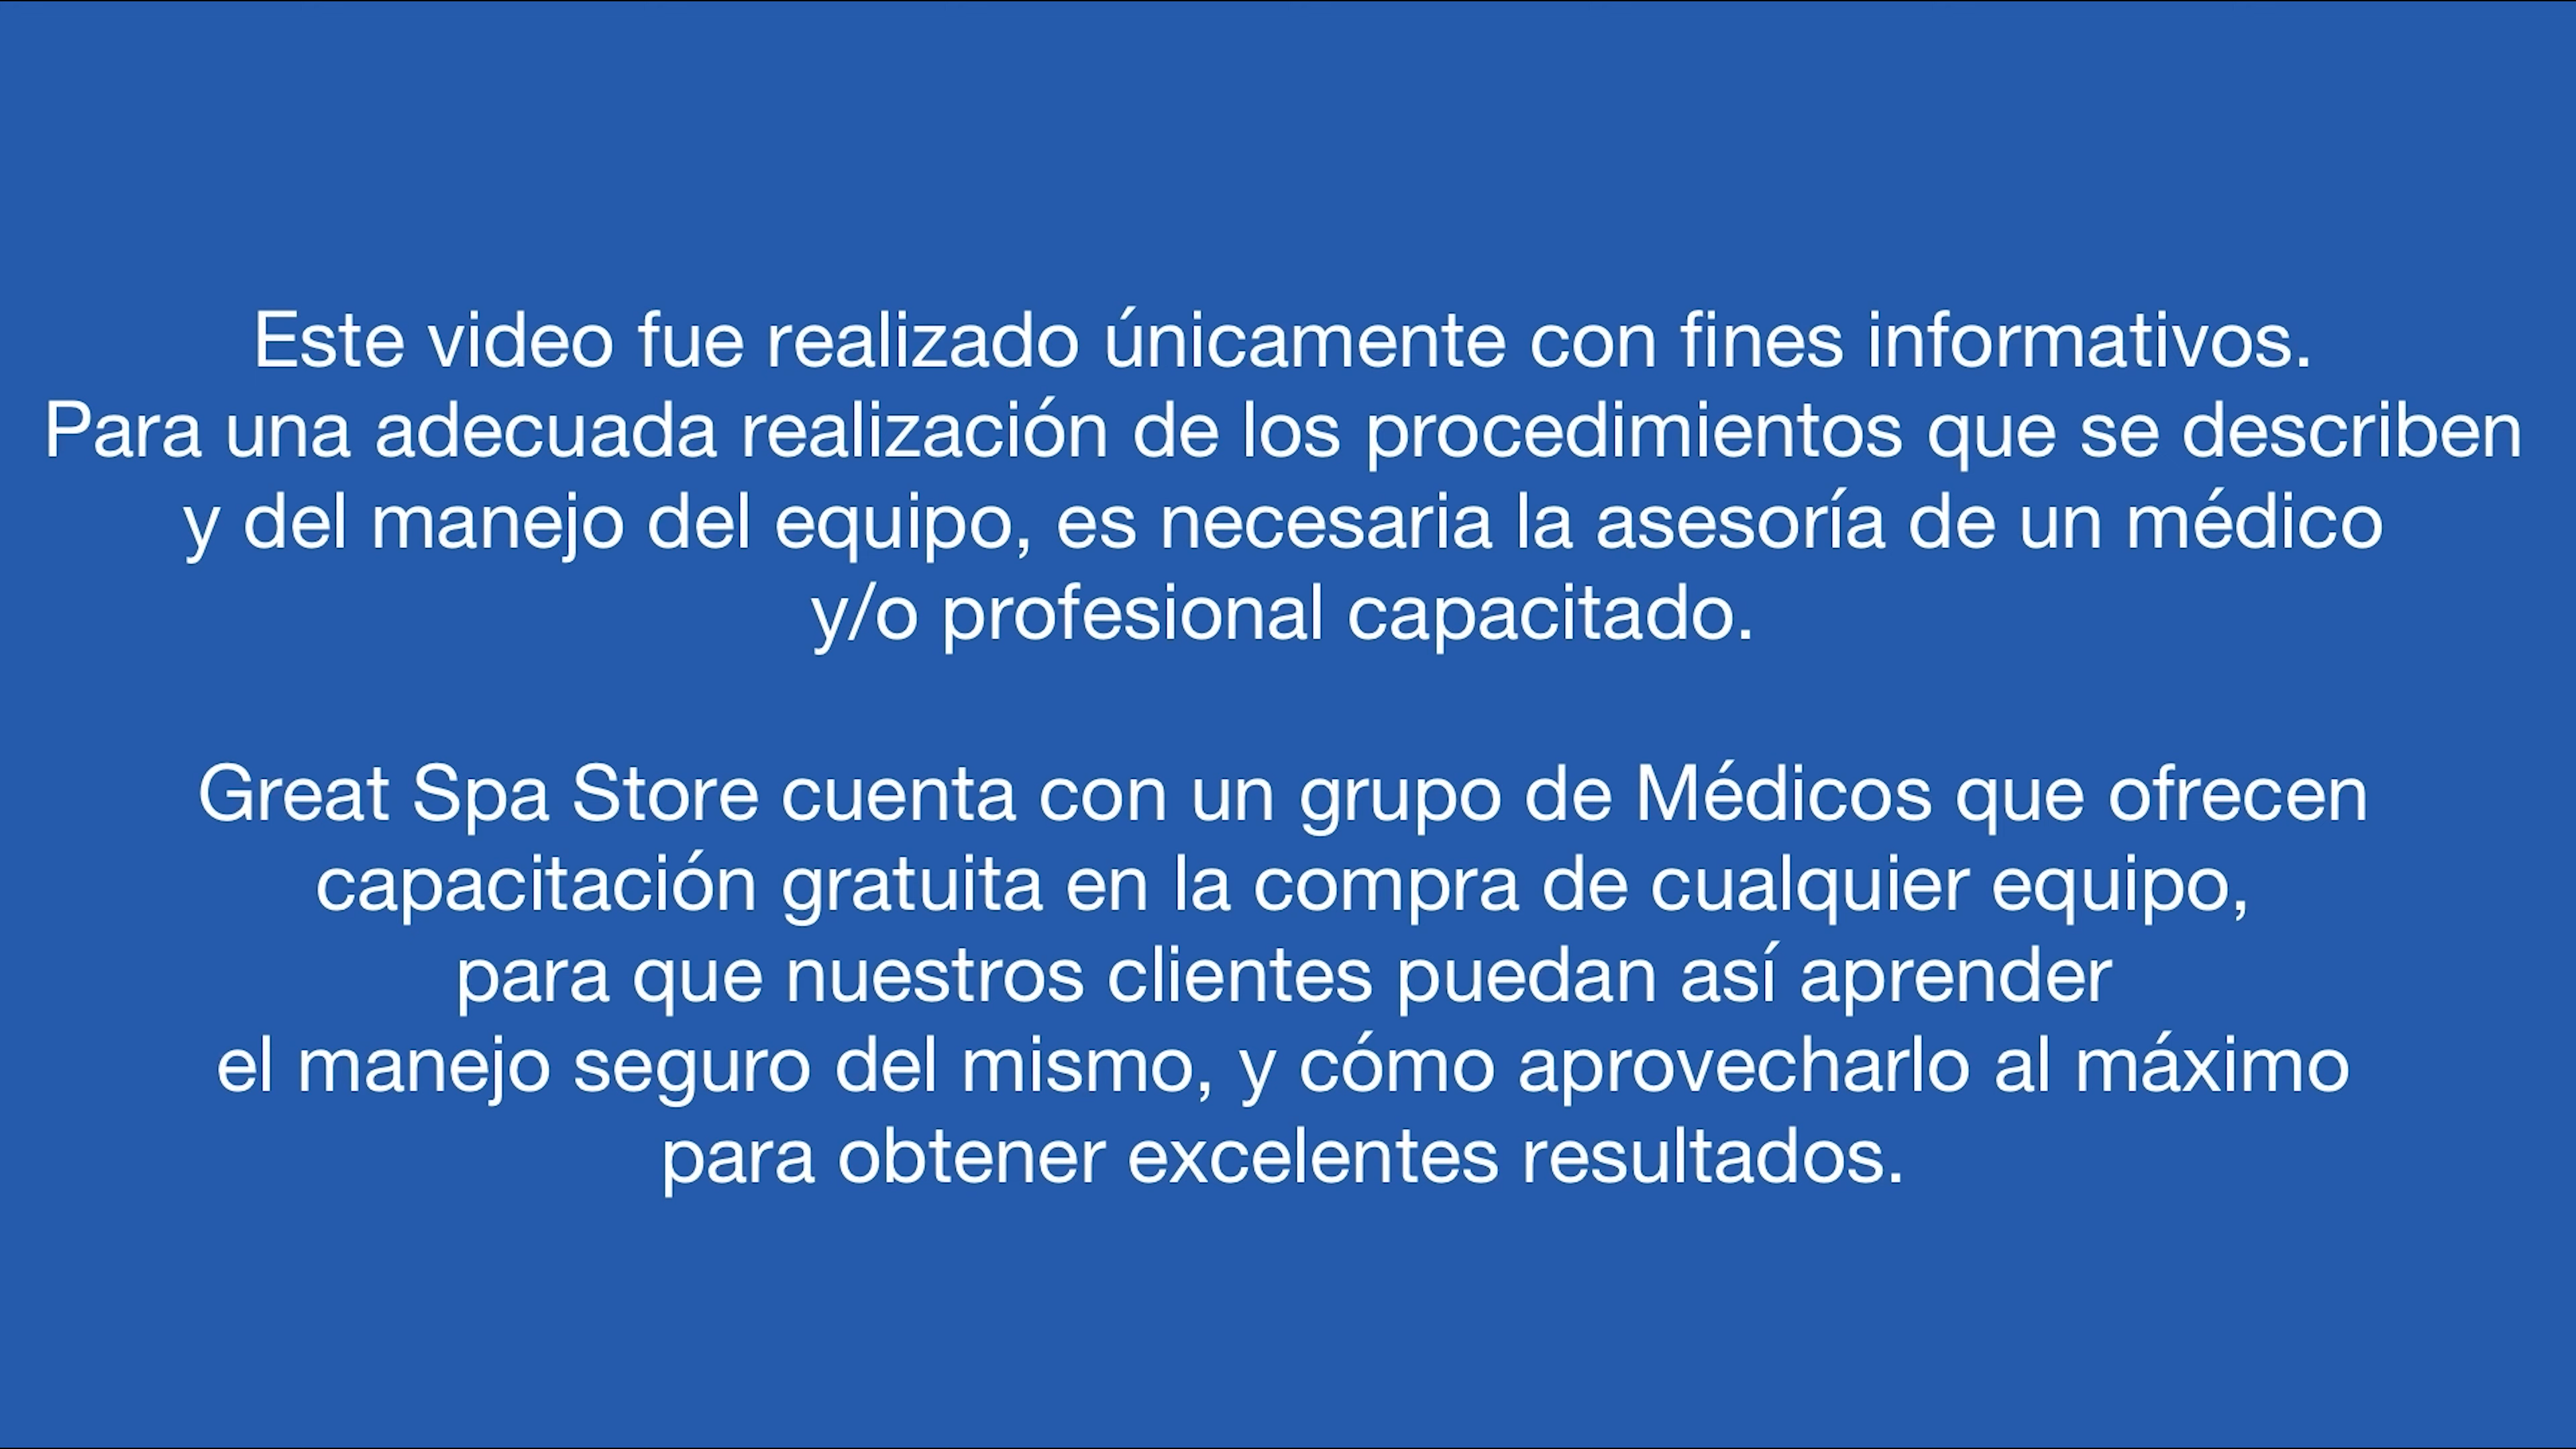 Este video fue realizado únicamente con fines informativos.
Para una adecuada realización de los procedimientos que se describen
y del manejo del equipo, es necesaria la asesoría de un médico
y/o profesional capacitado.
Great Spa Store cuenta con un grupo de Médicos que ofrecen
capacitación gratuita en la compra de cualquier equipo,
para que nuestros clientes puedan así aprender
el manejo seguro del mismo, y cómo aprovecharlo al máximo
para obtener excelentes resultados.